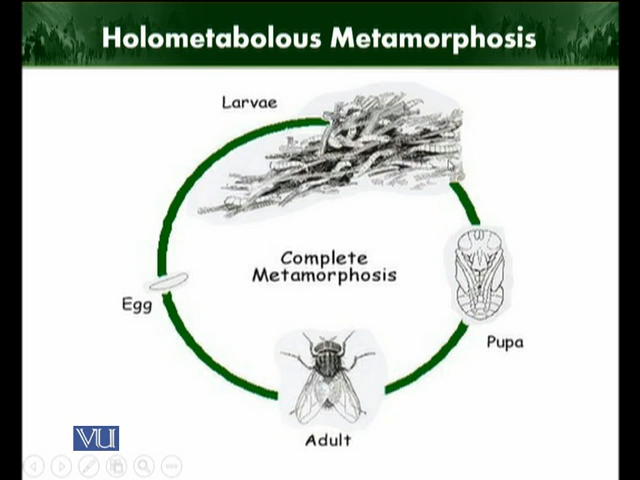 Holometabolous Metamorphosis
Larvae
Complete
Metamorphosis
Egg
Pupa
Adult
VU